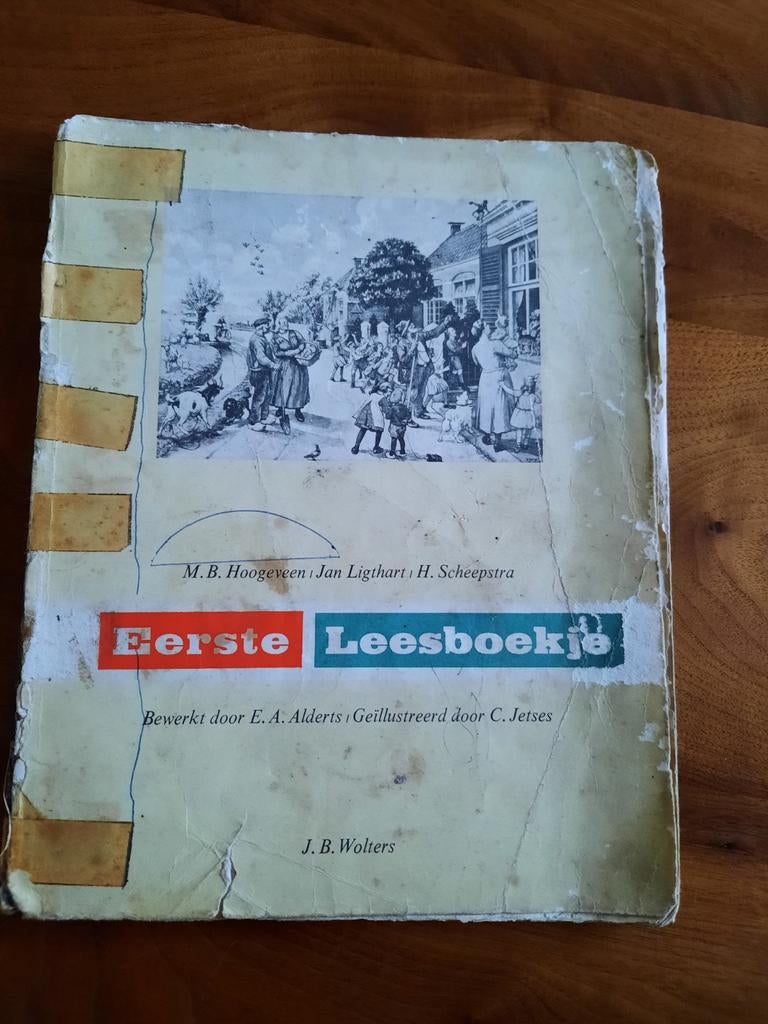 M. B. Hoogeveen | Jan Ligthart | H. Scheepstra
Eerste Leesboekje
Bewerkt door E. A. Alderts | Geïllustreerd door C. Jetses
J. B. Wolters